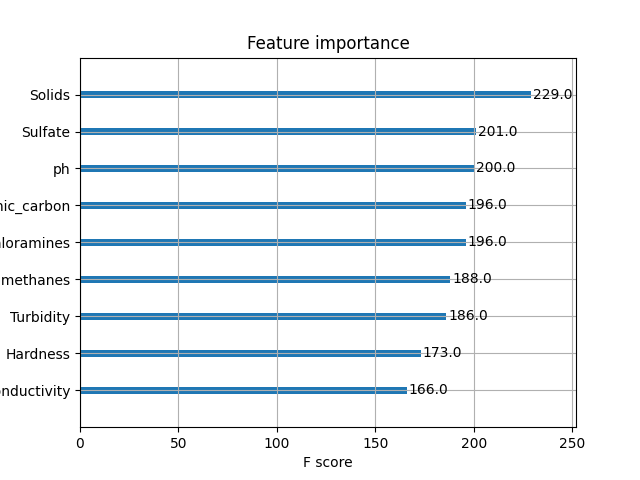 Feature importance
Solids 229.0
Sulfate 201.0
ph 200.0
nic_carbon 196.0
loramines 196.0
methanes 188.0
Turbidity 186.0
Hardness 173.0
nductivity 166.0
0 50 100 150 200 250
F score